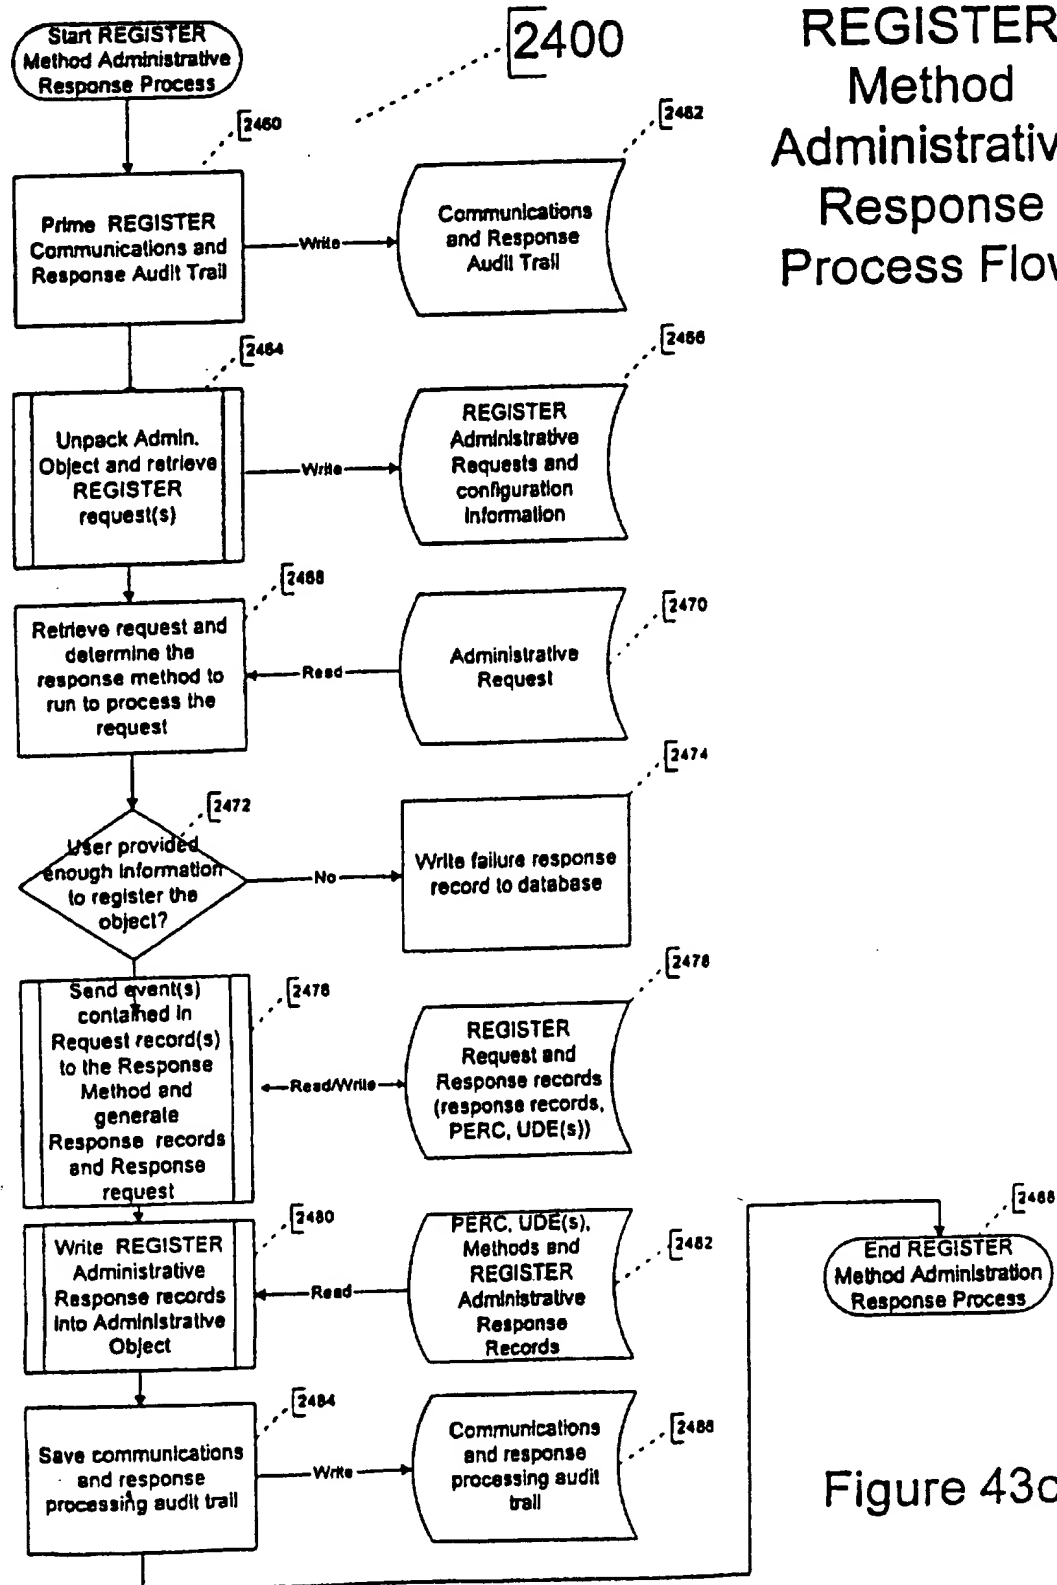 Start REGISTER
Method Administrative
Response Process
2400
REGISTER
Method
Administrativ
Response
Process Flow
2460
Prime REGISTER
Communications and
Response Audit Trail
Write
2462
Communications
and Response
Audit Trail
2464
Unpack Admin.
Object and retrieve
REGISTER
request(s)
Write
2466
REGISTER
Administrative
Requests and
configuration
Information
2468
Retrieve request and
determine the
response method to
run to process the
request
Read
2470
Administrative
Request
2472
User provided
enough information
to register the
object?
No
2474
Write failure response
record to database
2476
Send event(s)
contained in
Request record(s)
to the Response
Method and
generate
Response records
and Response
request
Read/Write
2478
REGISTER
Request and
Response records
(response records,
PERC, UDE(s))
2480
Write REGISTER
Administrative
Response records
into Administrative
Object
Read
2482
PERC, UDE(s),
Methods and
REGISTER
Administrative
Response
Records
2484
Save communications
and response
processing audit trail
Write
2488
Communications
and response
processing audit
trail
2468
End REGISTER
Method Administration
Response Process
Figure 43c